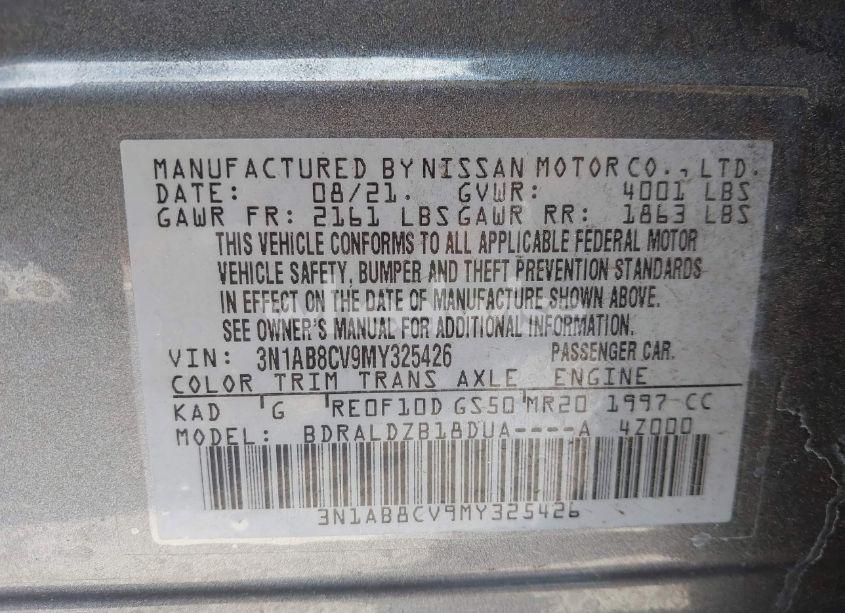 MANUFACTURED BY NISSAN MOTOR CO., LTD.
DATE: 08/21. GVWR: 4001 LBS
GAWR FR: 2161 LBS GAWR RR: 1863 LBS
THIS VEHICLE CONFORMS TO ALL APPLICABLE FEDERAL MOTOR
VEHICLE SAFETY, BUMPER AND THEFT PREVENTION STANDARDS
IN EFFECT ON THE DATE OF MANUFACTURE SHOWN ABOVE.
SEE OWNER'S MANUAL FOR ADDITIONAL INFORMATION.
VIN: 3N1AB8CV9MY325426 PASSENGER CAR.
COLOR TRIM TRANS AXLE ENGINE
KAD G RE0F10D GS50 MR20 1997 CC
MODEL: BDRALDZB18DUA----A 4Z000
3N1AB8CV9MY325426